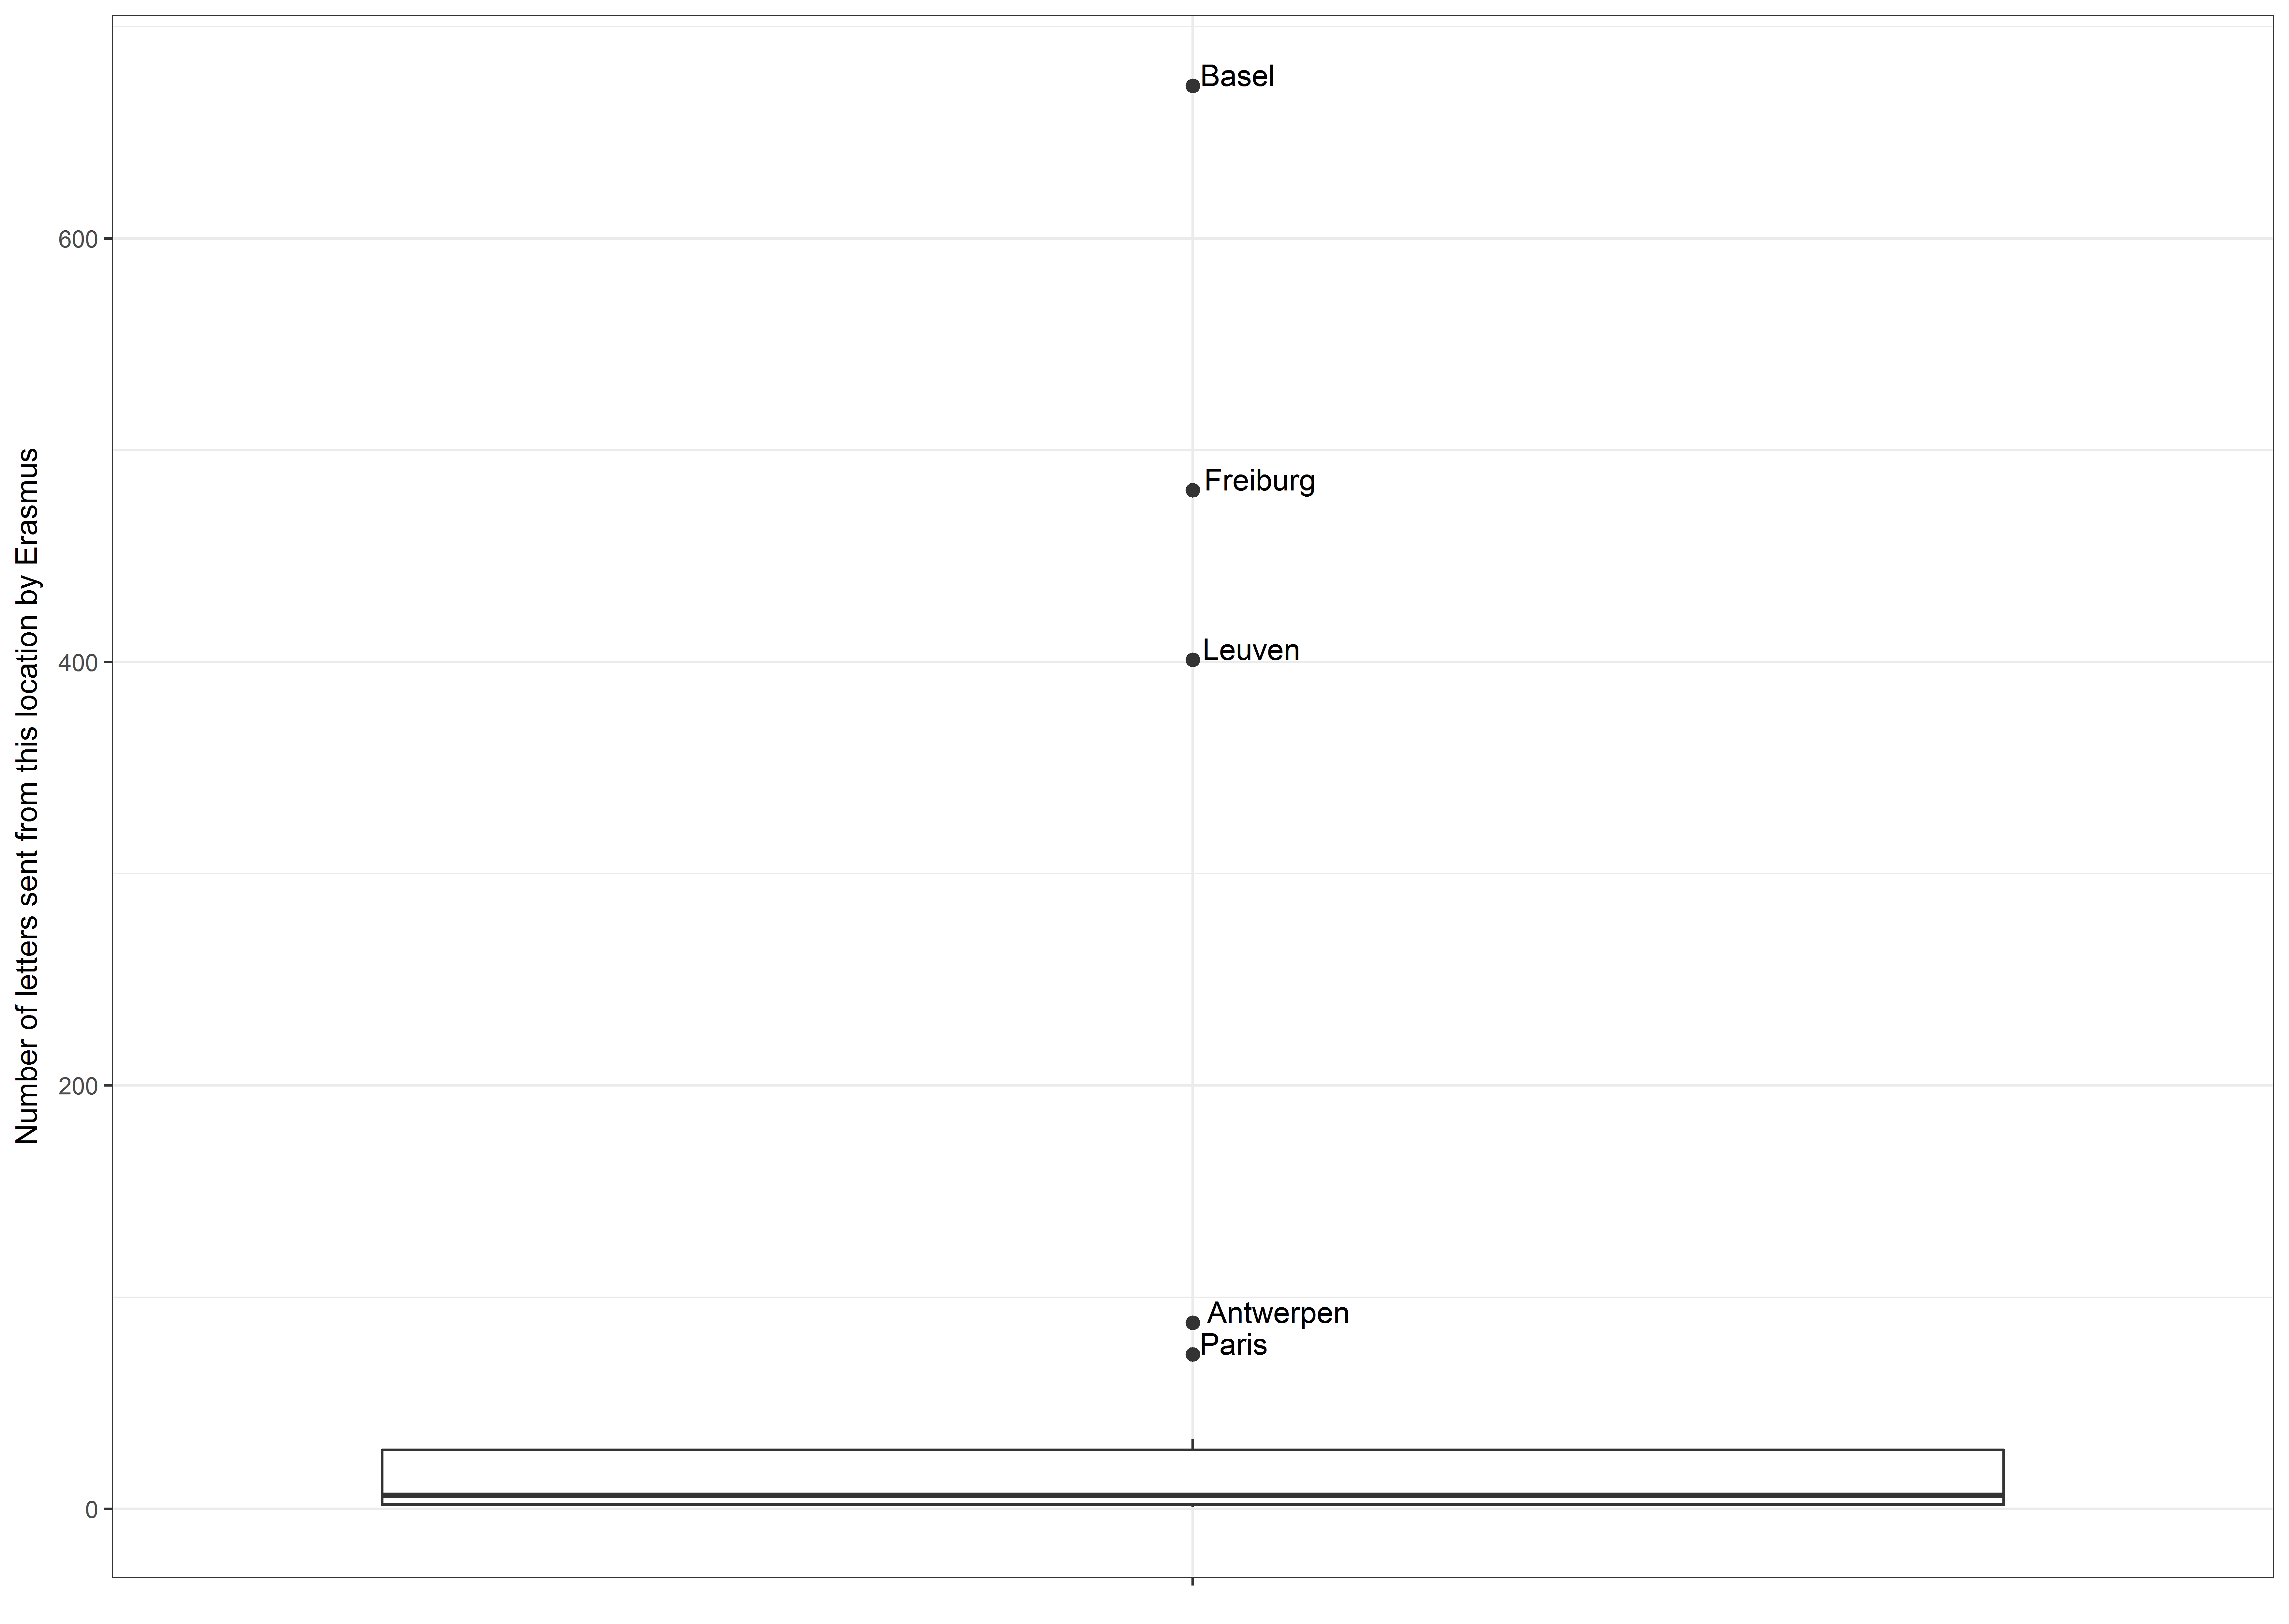 Number of letters sent from this location by Erasmus
600
400
200
0
Basel
Freiburg
Leuven
Antwerpen
Paris